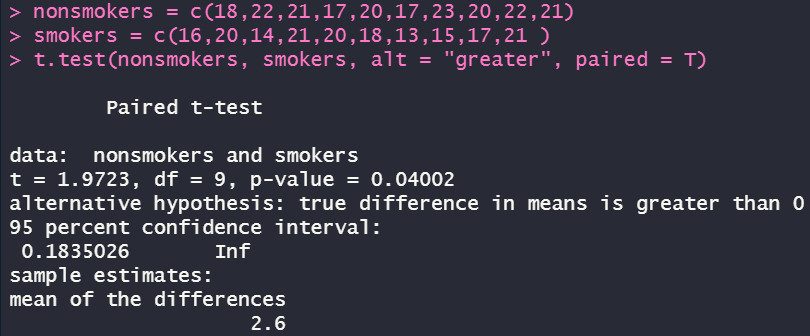 > nonsmokers = c(18,22,21,17,20,17,23,20,22,21)
> smokers = c(16,20,14,21,20,18,13,15,17,21 )
> t.test(nonsmokers, smokers, alt = "greater", paired = T)
Paired t-test
data:  nonsmokers and smokers
t = 1.9723, df = 9, p-value = 0.04002
alternative hypothesis: true difference in means is greater than 0
95 percent confidence interval:
0.1835026       Inf
sample estimates:
mean of the differences
2.6